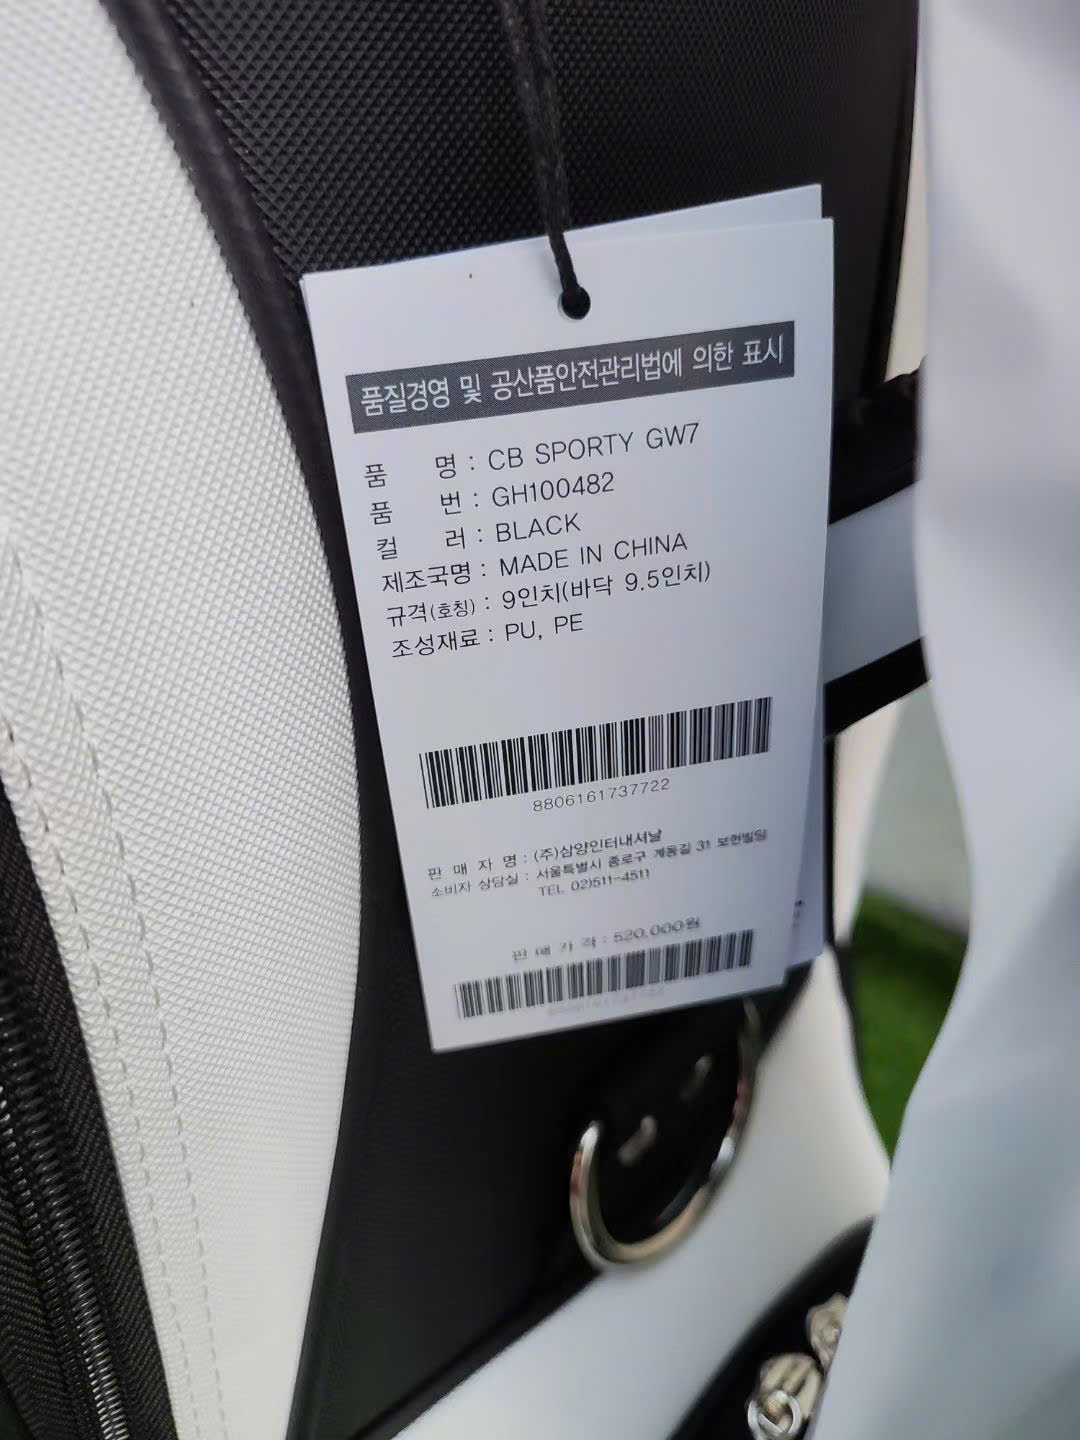 품질경영 및 공산품안전관리법에 의한 표시
품 명 : CB SPORTY GW7
품 번 : GH100482
컬 러 : BLACK
제조국명 : MADE IN CHINA
규격(호칭) : 9인치(바닥 9.5인치)
조성재료 : PU, PE
8806161737722
판 매 자 명 : (주)삼양인터내셔날
소비자 상담실 : 서울특별시 종로구 계동길 31 보헌빌딩
TEL 02)511-4511
판 매 가 격 : 520,000원